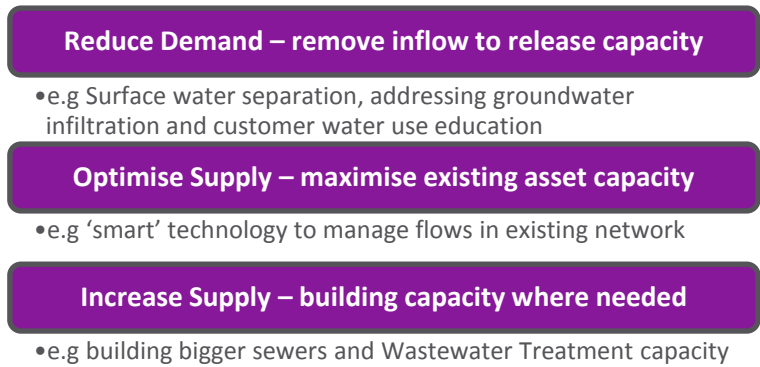 Reduce Demand – remove inflow to release capacity
•e.g Surface water separation, addressing groundwater
infiltration and customer water use education
Optimise Supply – maximise existing asset capacity
•e.g ‘smart’ technology to manage flows in existing network
Increase Supply – building capacity where needed
•e.g building bigger sewers and Wastewater Treatment capacity